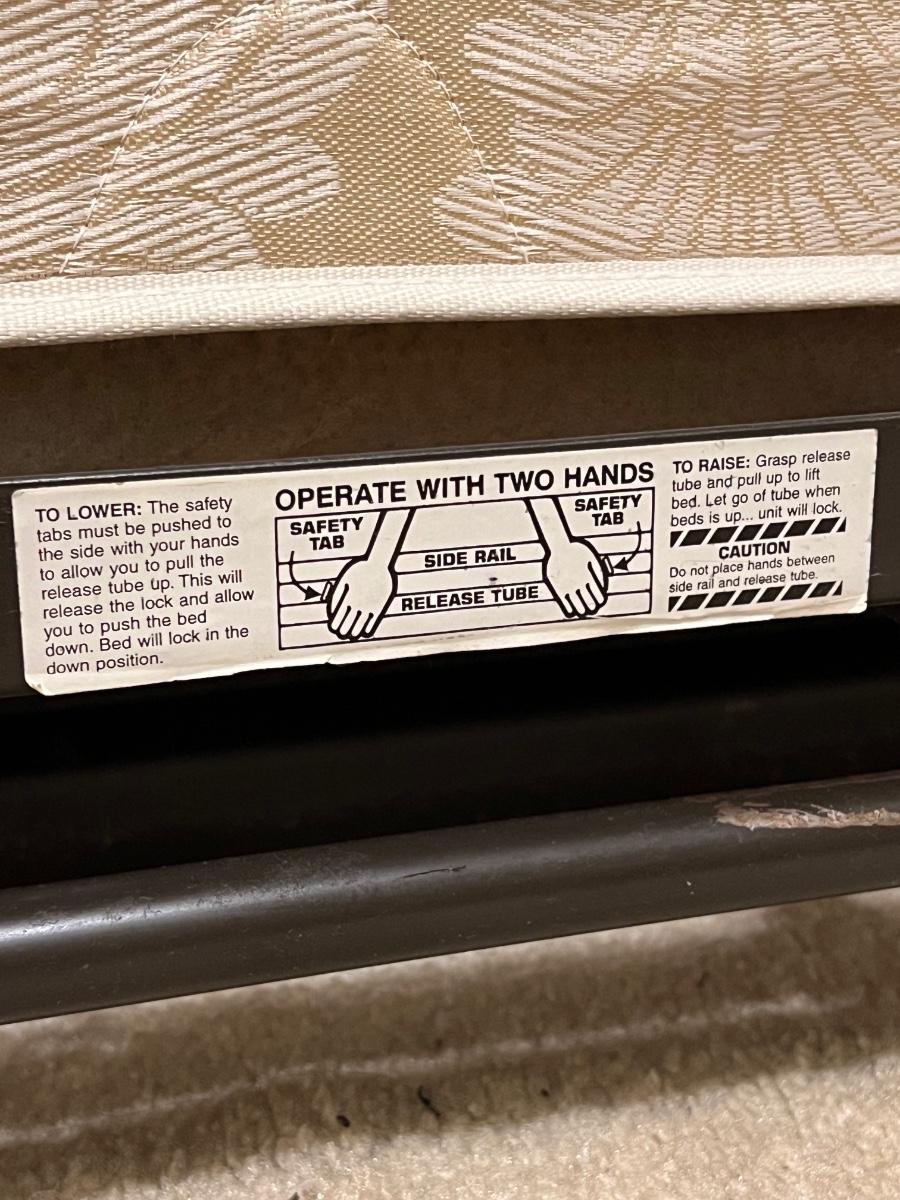 TO LOWER: The safety
tabs must be pushed to
the side with your hands
to allow you to pull the
release tube up. This will
release the lock and allow
you to push the bed
down. Bed will lock in the
down position.
OPERATE WITH TWO HANDS
SAFETY
TAB
SAFETY
TAB
SIDE RAIL
RELEASE TUBE
TO RAISE: Grasp release
tube and pull up to lift
bed. Let go of tube when
beds is up... unit will lock.
CAUTION
Do not place hands between
side rail and release tube.